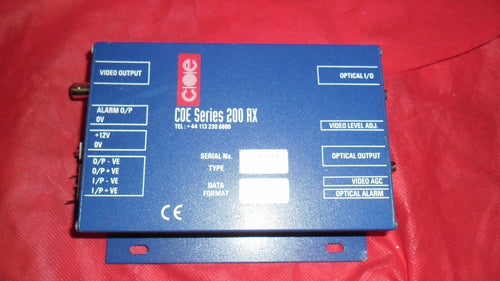 VIDEO OUTPUT
ALARM O/P
0V
+12V
0V
O/P - VE
O/P + VE
I/P - VE
I/P + VE
coe
COE Series 200 RX
TEL : + 44 113 230 8800
SERIAL No.
TYPE
DATA
FORMAT
CE
OPTICAL I/O
VIDEO LEVEL ADJ.
OPTICAL OUTPUT
VIDEO AGC
OPTICAL ALARM